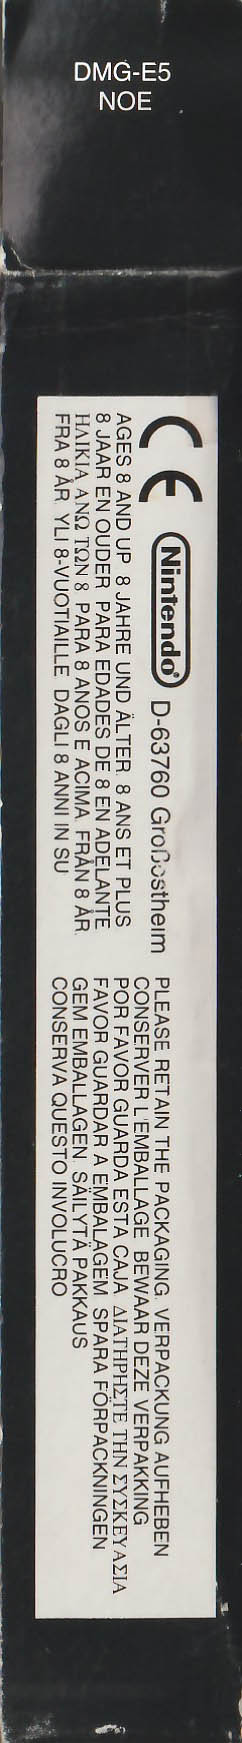 DMG-E5
NOE
CE Nintendo® D-63760 Großostheim
AGES 8 AND UP. 8 JAHRE UND ÄLTER. 8 ANS ET PLUS
8 JAAR EN OUDER. PARA EDADES DE 8 EN ADELANTE
ΗΛΙΚΙΑ ΑΝΩ ΤΩΝ 8. PARA 8 ANOS E ACIMA. FRÅN 8 ÅR.
FRA 8 ÅR. YLI 8-VUOTIAILLE. DAGLI 8 ANNI IN SU
PLEASE RETAIN THE PACKAGING. VERPACKUNG AUFHEBEN
CONSERVER L'EMBALLAGE. BEWAAR DEZE VERPAKKING
POR FAVOR GUARDA ESTA CAJA. ΔΙΑΤΗΡΗΣΤΕ ΤΗΝ ΣΥΣΚΕΥΑΣΙΑ
FAVOR GUARDAR A EMBALAGEM. SPARA FÖRPACKNINGEN
GEM EMBALLAGEN. SÄILYTÄ PAKKAUS
CONSERVA QUESTO INVOLUCRO